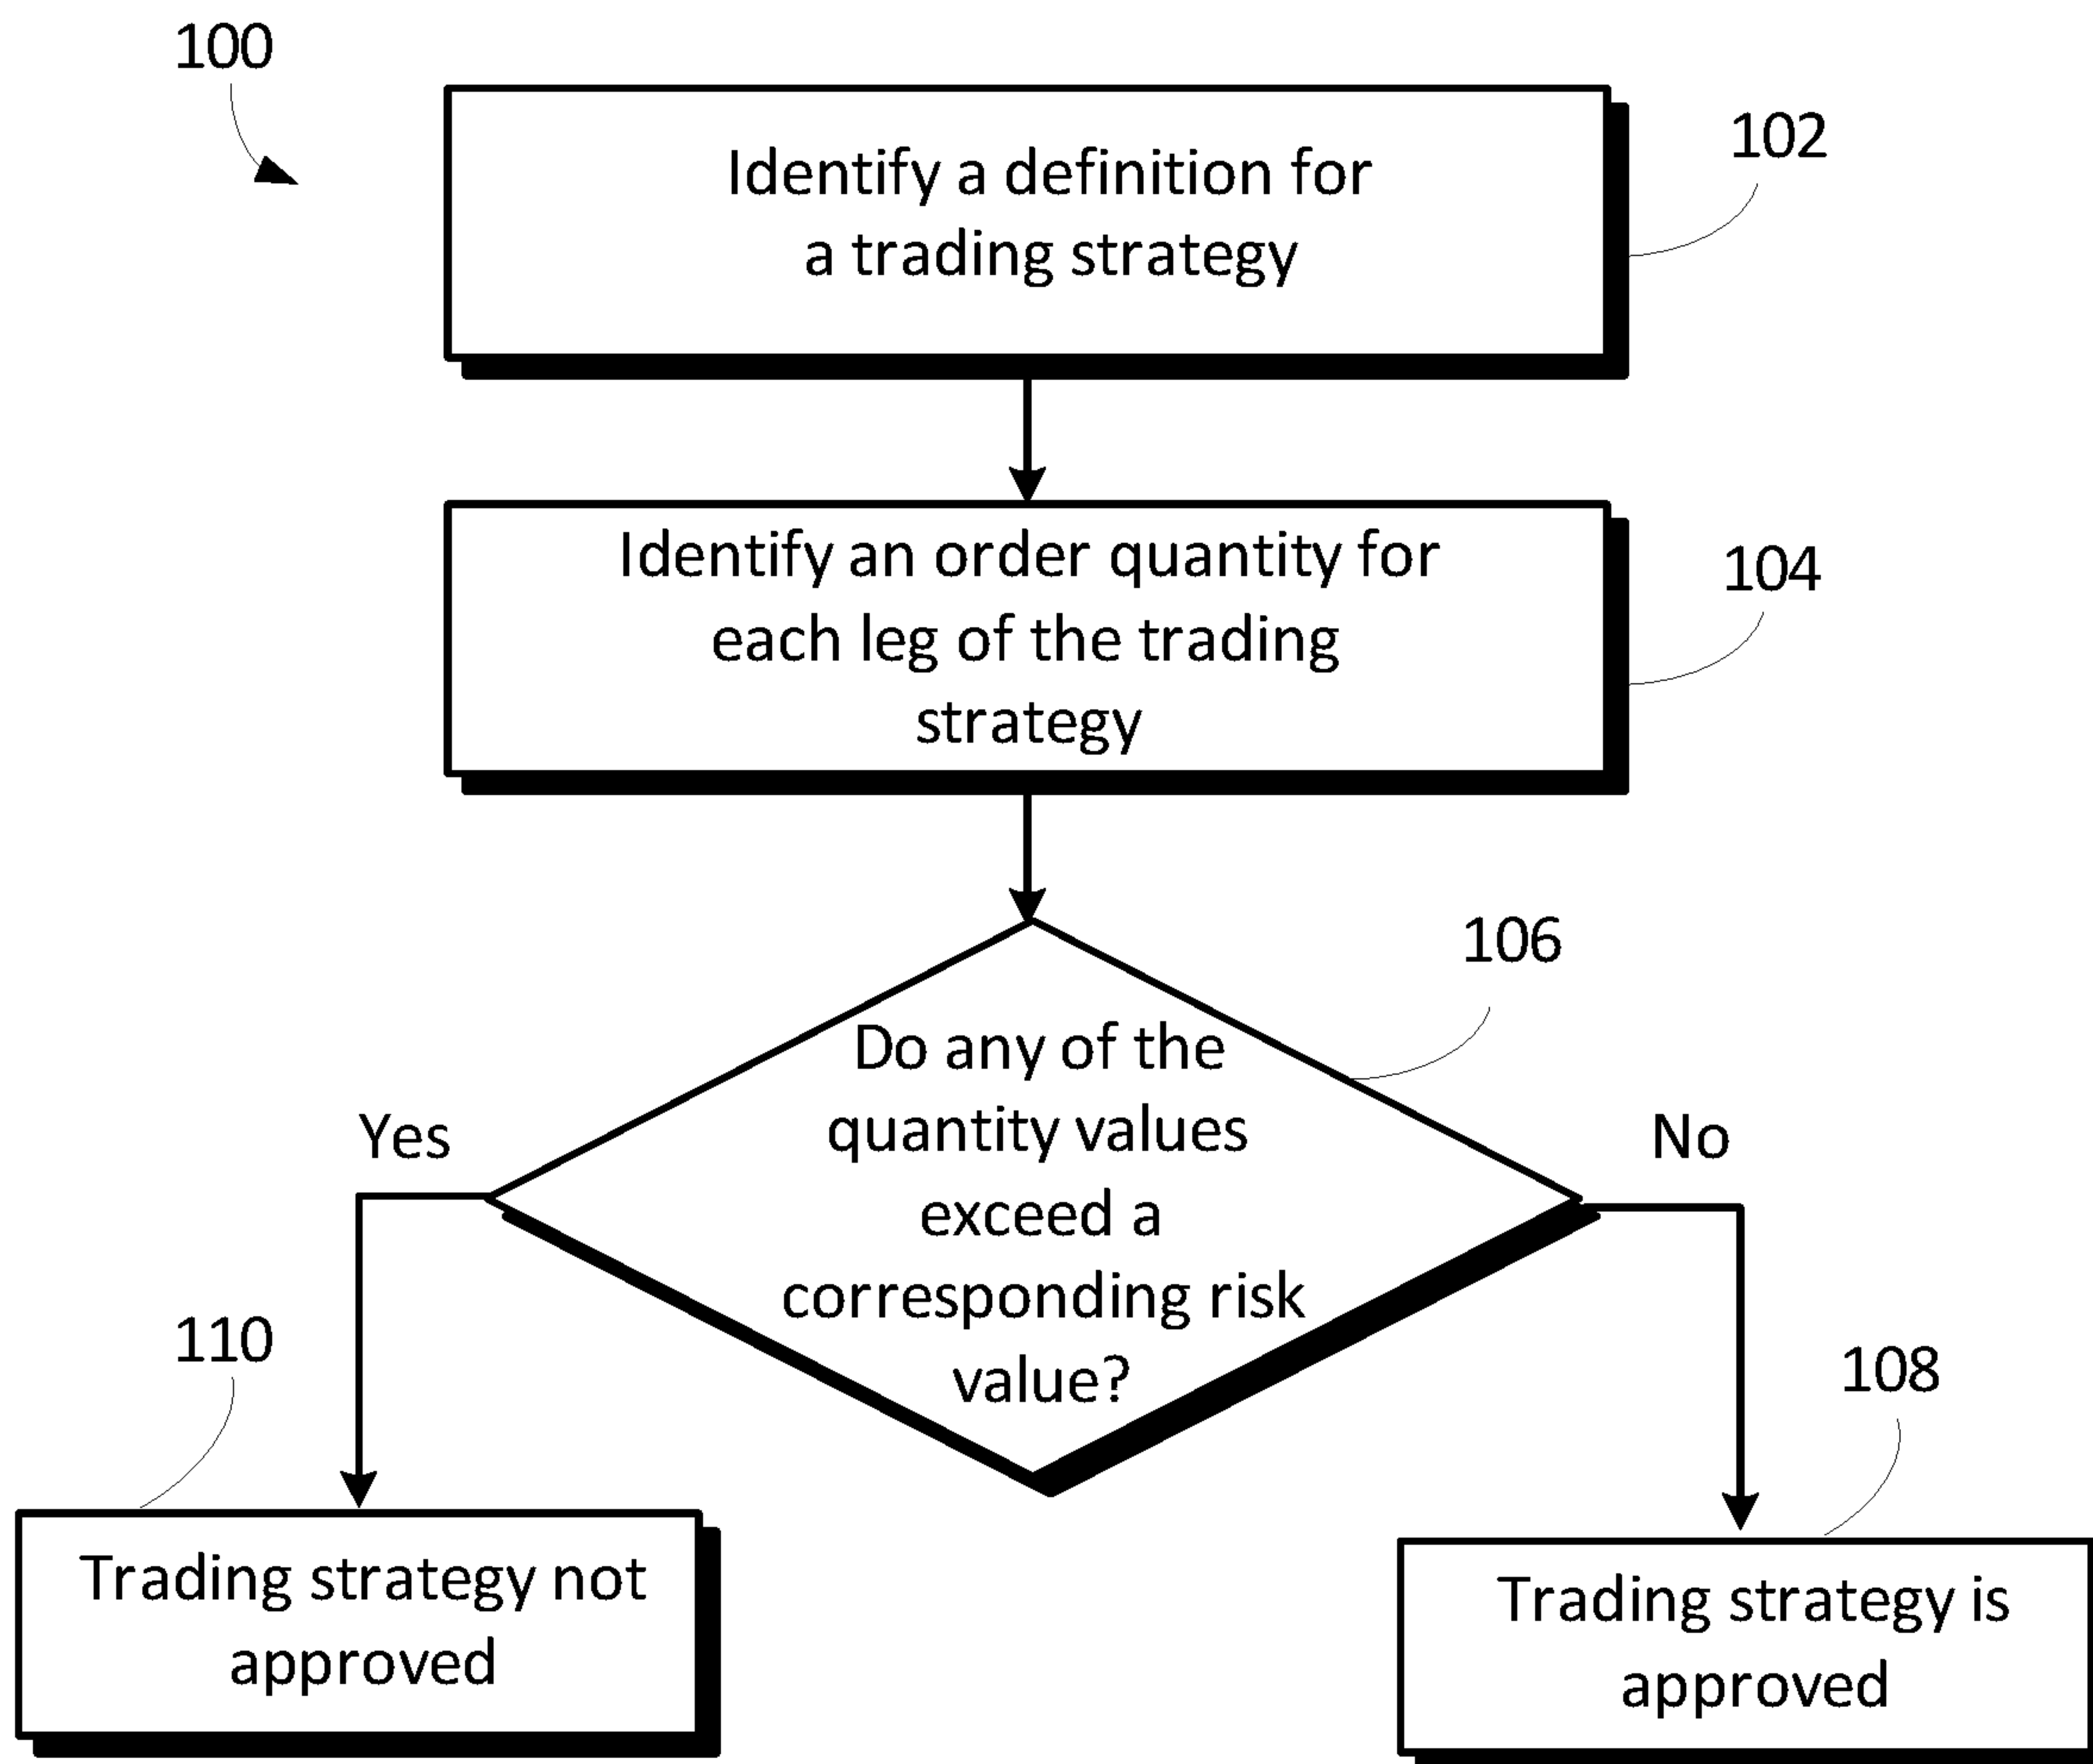 100
Identify a definition for
a trading strategy
102
Identify an order quantity for
each leg of the trading
strategy
104
106
Do any of the
quantity values
exceed a
corresponding risk
value?
Yes
No
110
108
Trading strategy not
approved
Trading strategy is
approved